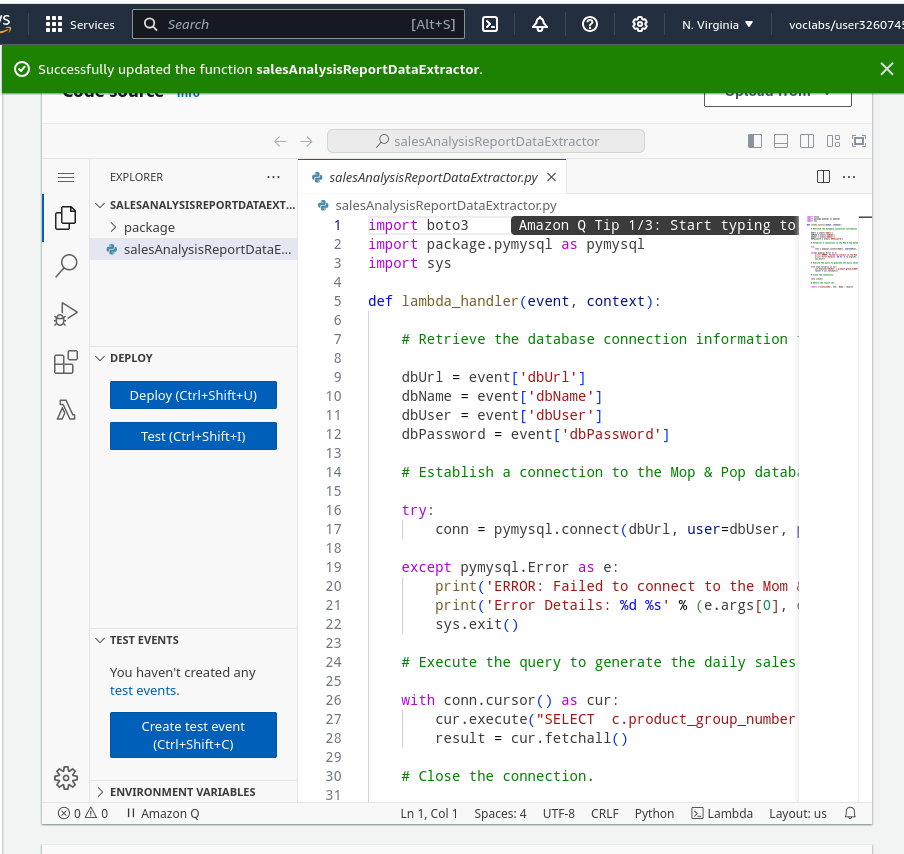 Services
Search
[Alt+S]
N. Virginia
voclabs/user3260745
Successfully updated the function salesAnalysisReportDataExtractor.
Code source Info
Upload from
salesAnalysisReportDataExtractor
EXPLORER
SALESANALYSISREPORTDATAEXT...
package
salesAnalysisReportDataE...
DEPLOY
Deploy (Ctrl+Shift+U)
Test (Ctrl+Shift+I)
TEST EVENTS
You haven't created any
test events.
Create test event
(Ctrl+Shift+C)
ENVIRONMENT VARIABLES
salesAnalysisReportDataExtractor.py
salesAnalysisReportDataExtractor.py
1 import boto3 Amazon Q Tip 1/3: Start typing to
2 import package.pymysql as pymysql
3 import sys
4
5 def lambda_handler(event, context):
6
7 # Retrieve the database connection information
8
9 dbUrl = event['dbUrl']
10 dbName = event['dbName']
11 dbUser = event['dbUser']
12 dbPassword = event['dbPassword']
13
14 # Establish a connection to the Mop & Pop databa
15
16 try:
17 conn = pymysql.connect(dbUrl, user=dbUser,
18
19 except pymysql.Error as e:
20 print('ERROR: Failed to connect to the Mom &
21 print('Error Details: %d %s' % (e.args[0],
22 sys.exit()
23
24 # Execute the query to generate the daily sales
25
26 with conn.cursor() as cur:
27 cur.execute("SELECT  c.product_group_number
28 result = cur.fetchall()
29
30 # Close the connection.
31
0 0 Amazon Q
Ln 1, Col 1 Spaces: 4 UTF-8 CRLF Python Lambda Layout: us